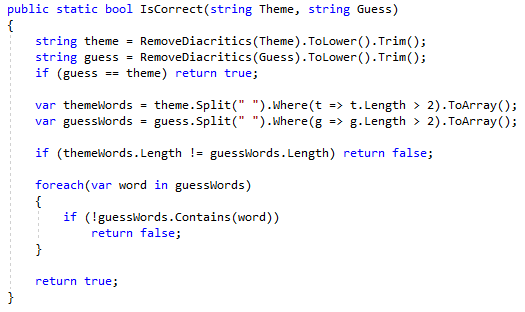 public static bool IsCorrect(string Theme, string Guess)
{
    string theme = RemoveDiacritics(Theme).ToLower().Trim();
    string guess = RemoveDiacritics(Guess).ToLower().Trim();
    if (guess == theme) return true;

    var themeWords = theme.Split(" ").Where(t => t.Length > 2).ToArray();
    var guessWords = guess.Split(" ").Where(g => g.Length > 2).ToArray();

    if (themeWords.Length != guessWords.Length) return false;

    foreach(var word in guessWords)
    {
        if (!guessWords.Contains(word))
            return false;
    }

    return true;
}